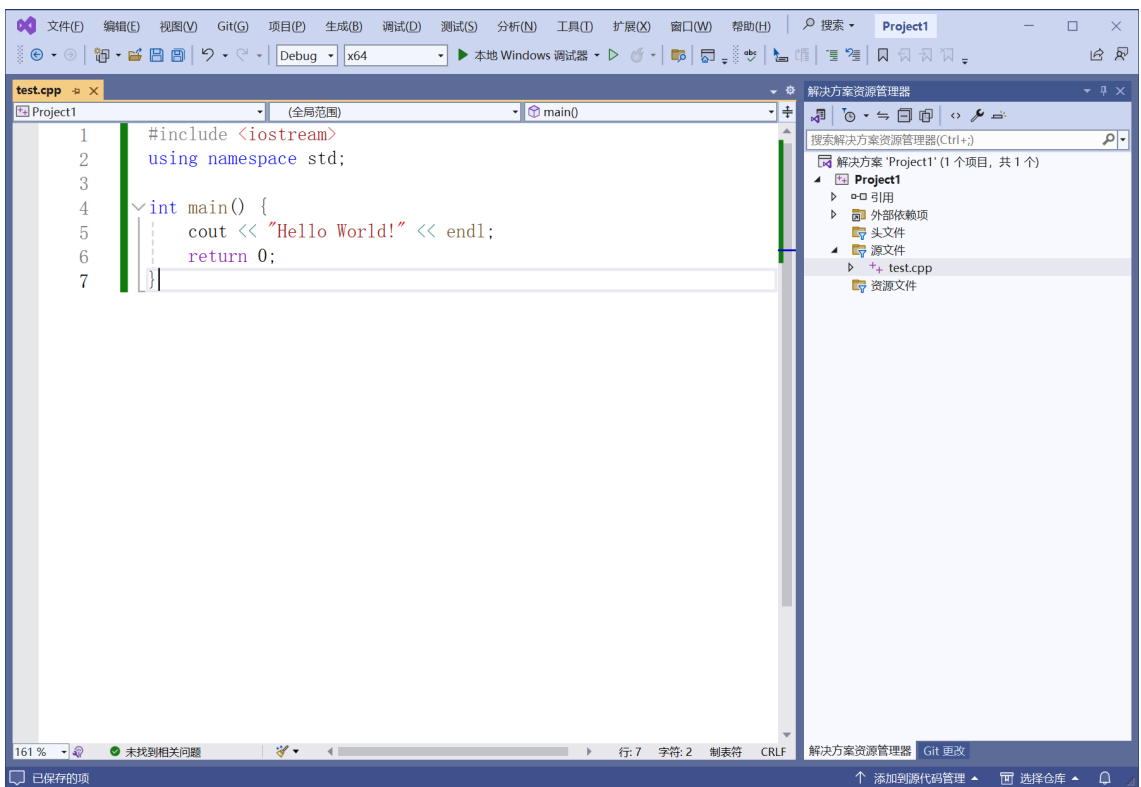 文件(F) 编辑(E) 视图(V) Git(G) 项目(P) 生成(B) 调试(D) 测试(S) 分析(N) 工具(T) 扩展(X) 窗口(W) 帮助(H) 搜索 Project1
Debug x64 本地 Windows 调试器
test.cpp
Project1 (全局范围) main()
1 #include <iostream>
2 using namespace std;
3
4 int main() {
5 cout << "Hello World!" << endl;
6 return 0;
7 }
161 % 未找到相关问题 行: 7 字符: 2 制表符 CRLF
解决方案资源管理器
搜索解决方案资源管理器(Ctrl+;)
解决方案 'Project1' (1 个项目，共 1 个)
Project1
引用
外部依赖项
头文件
源文件
++ test.cpp
资源文件
解决方案资源管理器 Git 更改
已保存的项 添加到源代码管理 选择仓库